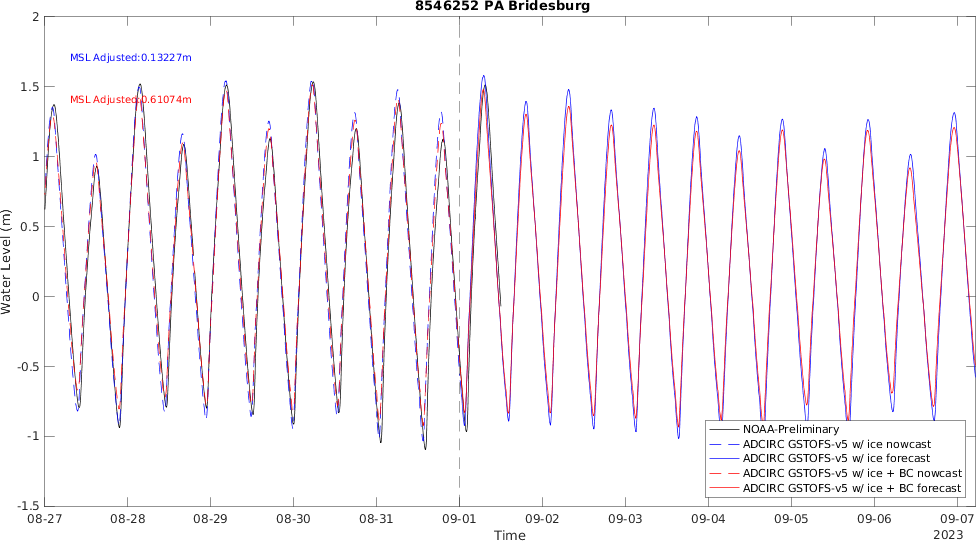 8546252 PA Bridesburg
MSL Adjusted:0.13227m
MSL Adjusted:0.61074m
Water Level (m)
2
1.5
1
0.5
0
-0.5
-1
-1.5
NOAA-Preliminary
ADCIRC GSTOFS-v5 w/ ice nowcast
ADCIRC GSTOFS-v5 w/ ice forecast
ADCIRC GSTOFS-v5 w/ ice + BC nowcast
ADCIRC GSTOFS-v5 w/ ice + BC forecast
08-27 08-28 08-29 08-30 08-31 09-01 09-02 09-03 09-04 09-05 09-06 09-07
Time
2023